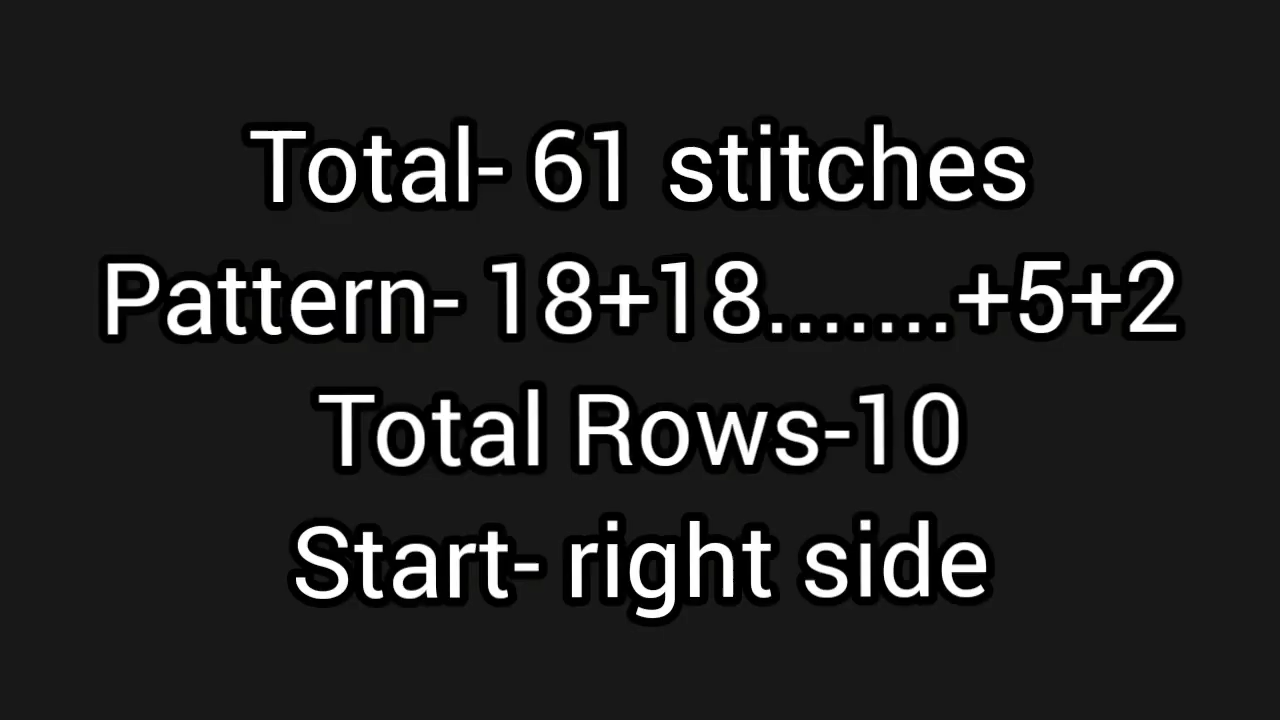 Total- 61 stitches
Pattern- 18+18.......+5+2
Total Rows-10
Start- right side